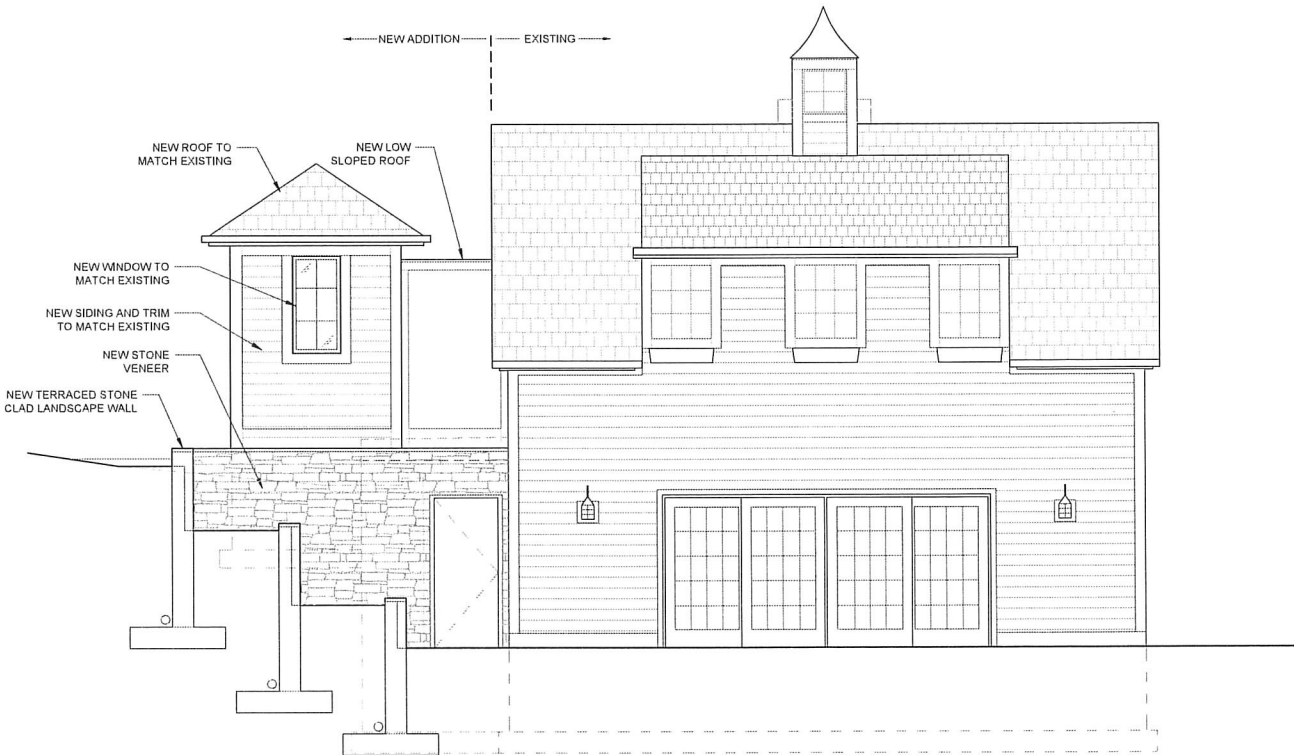 NEW ADDITION
EXISTING
NEW ROOF TO
MATCH EXISTING
NEW LOW
SLOPED ROOF
NEW WINDOW TO
MATCH EXISTING
NEW SIDING AND TRIM
TO MATCH EXISTING
NEW STONE
VENEER
NEW TERRACED STONE
CLAD LANDSCAPE WALL